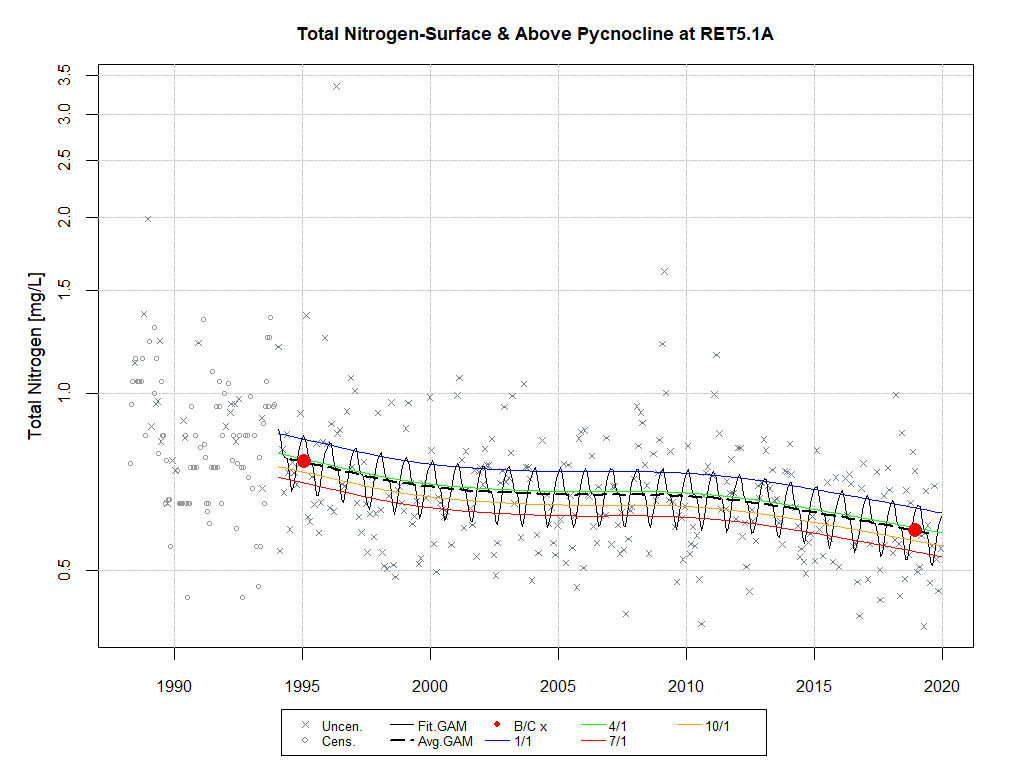 Total Nitrogen-Surface & Above Pycnocline at RET5.1A
Total Nitrogen [mg/L]
3.5
3.0
2.5
2.0
1.5
1.0
0.5
1990 1995 2000 2005 2010 2015 2020
Uncen. Fit.GAM B/C x 4/1 10/1
Cens. Avg.GAM 1/1 7/1